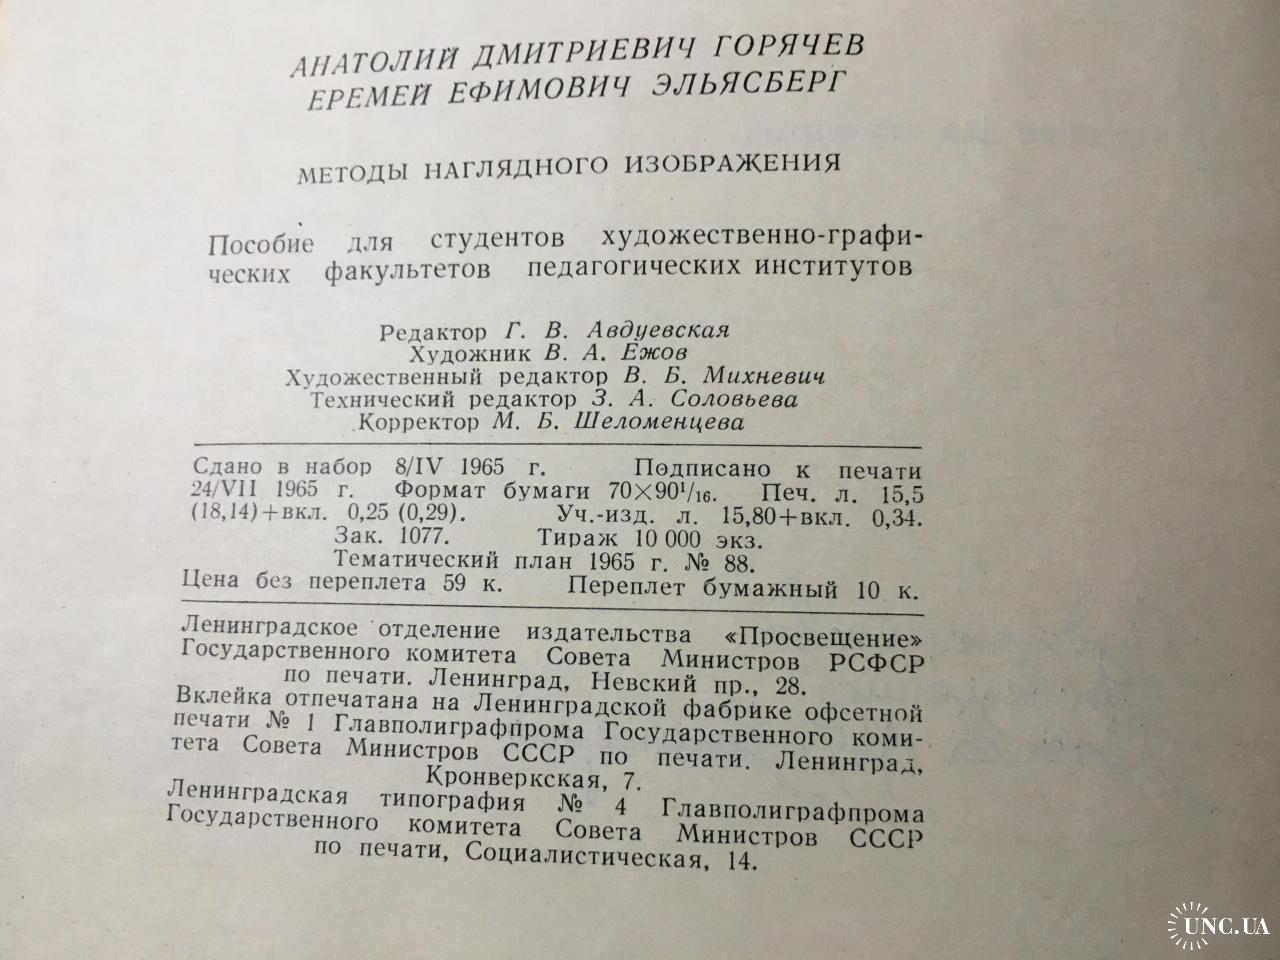 АНАТОЛИЙ ДМИТРИЕВИЧ ГОРЯЧЕВ
ЕРЕМЕЙ ЕФИМОВИЧ ЭЛЬЯСБЕРГ
МЕТОДЫ НАГЛЯДНОГО ИЗОБРАЖЕНИЯ
Пособие для студентов художественно-графи-
ческих факультетов педагогических институтов
Редактор Г. В. Авдуевская
Художник В. А. Ежов
Художественный редактор В. Б. Михневич
Технический редактор З. А. Соловьева
Корректор М. Б. Шеломенцева
Сдано в набор 8/IV 1965 г. Подписано к печати
24/VII 1965 г. Формат бумаги 70×90¹/₁₆. Печ. л. 15,5
(18,14)+вкл. 0,25 (0,29). Уч.-изд. л. 15,80+вкл. 0,34.
Зак. 1077. Тираж 10 000 экз.
Тематический план 1965 г. № 88.
Цена без переплета 59 к. Переплет бумажный 10 к.
Ленинградское отделение издательства «Просвещение»
Государственного комитета Совета Министров РСФСР
по печати. Ленинград, Невский пр., 28.
Вклейка отпечатана на Ленинградской фабрике офсетной
печати № 1 Главполиграфпрома Государственного коми-
тета Совета Министров СССР по печати. Ленинград,
Кронверкская, 7.
Ленинградская типография № 4 Главполиграфпрома
Государственного комитета Совета Министров СССР
по печати, Социалистическая, 14.
UNC.UA